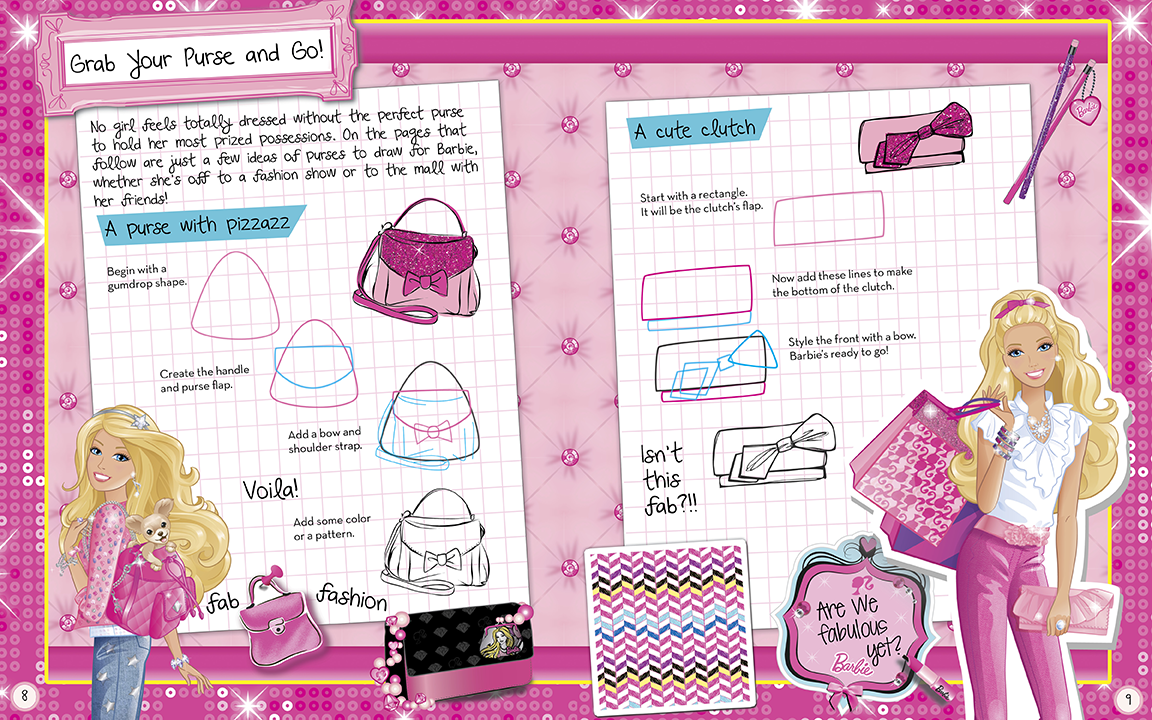 Grab Your Purse and Go!
No girl feels totally dressed without the perfect purse
to hold her most prized possessions. On the pages that
follow are just a few ideas of purses to draw for Barbie,
whether she's off to a fashion show or to the mall with
her friends!
A purse with pizzazz
Begin with a
gumdrop shape.
Create the handle
and purse flap.
Add a bow and
shoulder strap.
Voila!
Add some color
or a pattern.
fab
fashion
8
A cute clutch
Barbie
Start with a rectangle.
It will be the clutch's flap.
Now add these lines to make
the bottom of the clutch.
Style the front with a bow.
Barbie's ready to go!
Isn't
this
fab?!!
Are We
fabulous
yet?
Barbie
Barbie
9